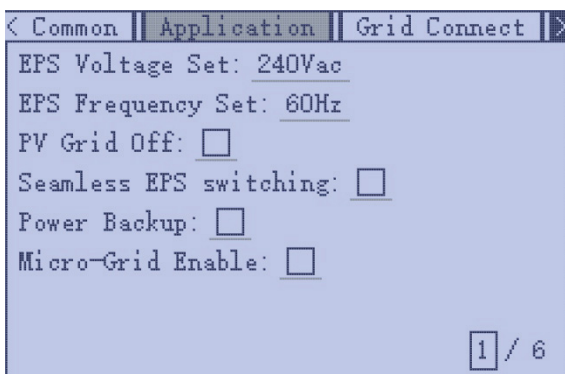 < Common Application Grid Connect >
EPS Voltage Set: 240Vac
EPS Frequency Set: 60Hz
PV Grid Off:
Seamless EPS switching:
Power Backup:
Micro-Grid Enable:
1 / 6